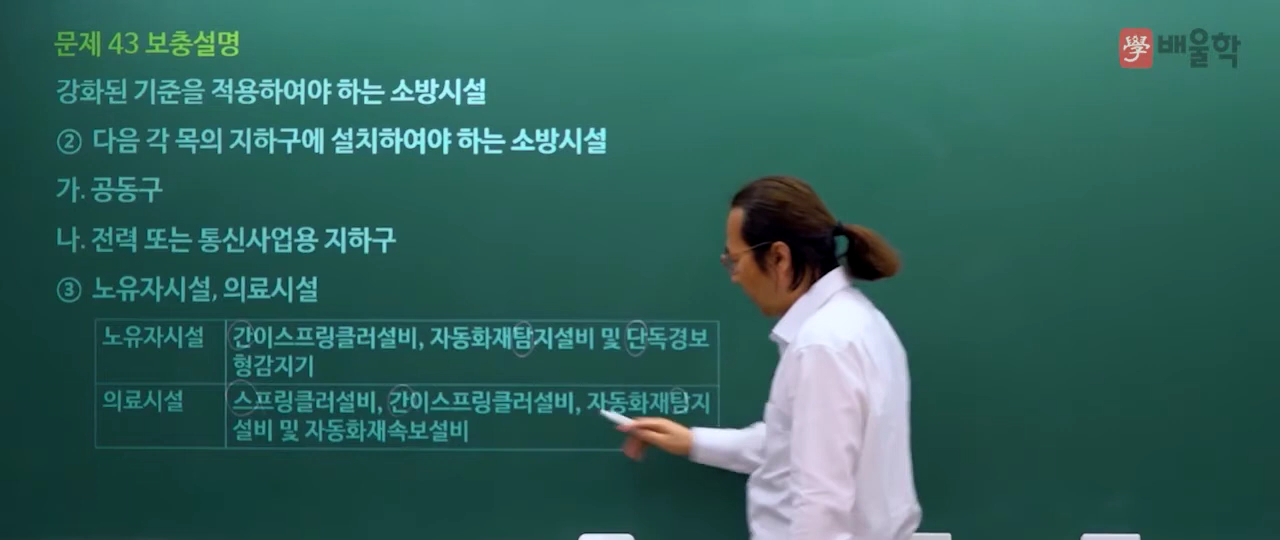 문제 43 보충설명
學 배울학
강화된 기준을 적용하여야 하는 소방시설
② 다음 각 목의 지하구에 설치하여야 하는 소방시설
가. 공동구
나. 전력 또는 통신사업용 지하구
③ 노유자시설, 의료시설
노유자시설 간이스프링클러설비, 자동화재탐지설비 및 단독경보
형감지기
의료시설 스프링클러설비, 간이스프링클러설비, 자동화재탐지
설비 및 자동화재속보설비